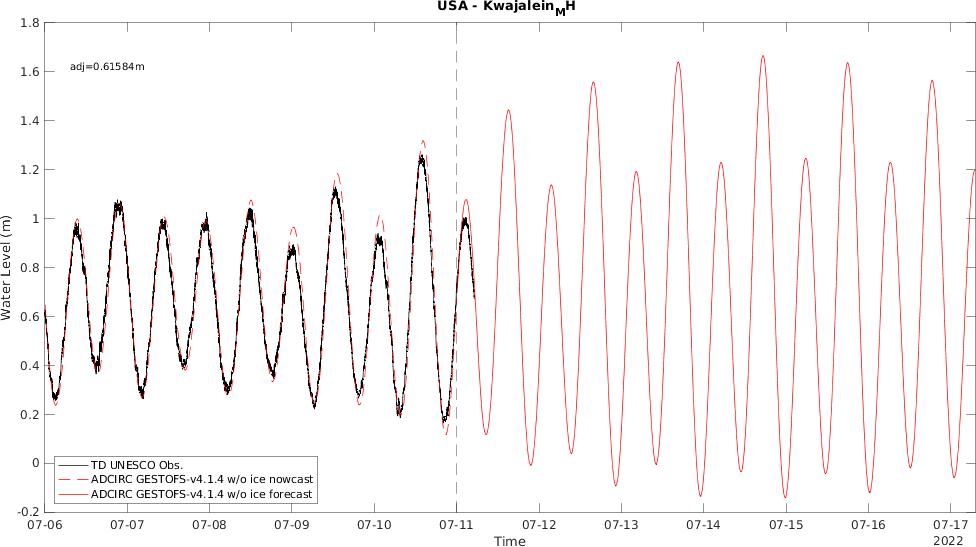 USA - Kwajalein_MH
1.8
1.6
1.4
1.2
1
0.8
0.6
0.4
0.2
0
-0.2
Water Level (m)
adj=0.61584m
TD UNESCO Obs.
ADCIRC GESTOFS-v4.1.4 w/o ice nowcast
ADCIRC GESTOFS-v4.1.4 w/o ice forecast
07-06 07-07 07-08 07-09 07-10 07-11 07-12 07-13 07-14 07-15 07-16 07-17
Time
2022